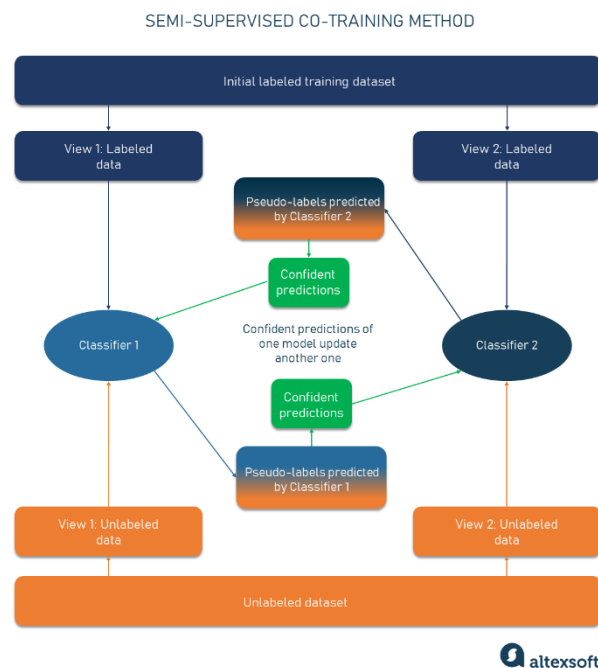 SEMI-SUPERVISED CO-TRAINING METHOD
Initial labeled training dataset
View 1: Labeled
data
View 2: Labeled
data
Pseudo-labels predicted
by Classifier 2
Confident
predictions
Classifier 1
Confident predictions of
one model update
another one
Classifier 2
Confident
predictions
Pseudo-labels predicted
by Classifier 1
View 1: Unlabeled
data
View 2: Unlabeled
data
Unlabeled dataset
altexsoft